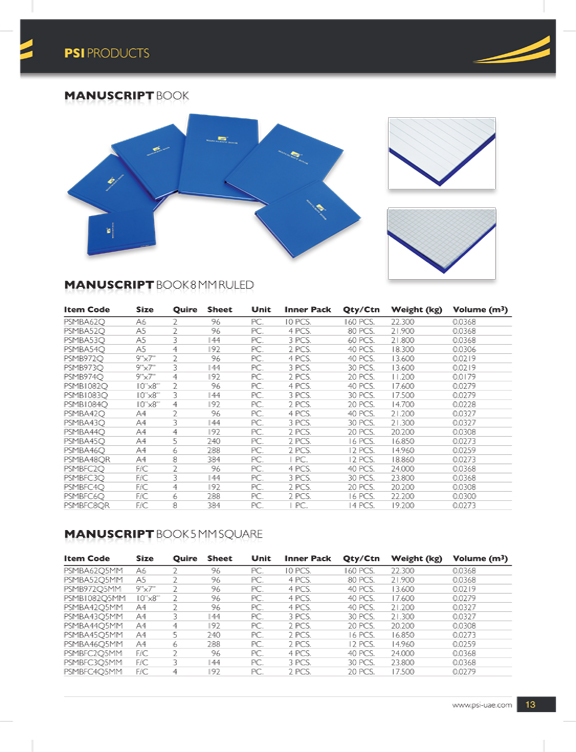 PSI PRODUCTS
MANUSCRIPT BOOK
MANUSCRIPT BOOK 8 MM RULED
Item Code Size Quire Sheet Unit Inner Pack Qty/Ctn Weight (kg) Volume (m³)
PSMBA62Q A6 2 96 PC. 10 PCS. 160 PCS. 22.300 0.0368
PSMBA52Q A5 2 96 PC. 4 PCS. 80 PCS. 21.900 0.0368
PSMBA53Q A5 3 144 PC. 3 PCS. 60 PCS. 21.800 0.0368
PSMBA54Q A5 4 192 PC. 2 PCS. 40 PCS. 18.300 0.0306
PSMB972Q 9"x7" 2 96 PC. 4 PCS. 40 PCS. 13.600 0.0219
PSMB973Q 9"x7" 3 144 PC. 3 PCS. 30 PCS. 13.600 0.0219
PSMB974Q 9"x7" 4 192 PC. 2 PCS. 20 PCS. 11.200 0.0179
PSMB1082Q 10"x8" 2 96 PC. 4 PCS. 40 PCS. 17.600 0.0279
PSMB1083Q 10"x8" 3 144 PC. 3 PCS. 30 PCS. 17.500 0.0279
PSMB1084Q 10"x8" 4 192 PC. 2 PCS. 20 PCS. 14.700 0.0228
PSMBA42Q A4 2 96 PC. 4 PCS. 40 PCS. 21.200 0.0327
PSMBA43Q A4 3 144 PC. 3 PCS. 30 PCS. 21.300 0.0327
PSMBA44Q A4 4 192 PC. 2 PCS. 20 PCS. 20.200 0.0308
PSMBA45Q A4 5 240 PC. 2 PCS. 16 PCS. 16.850 0.0273
PSMBA46Q A4 6 288 PC. 2 PCS. 12 PCS. 14.960 0.0259
PSMBA48QR A4 8 384 PC. 1 PC. 12 PCS. 18.860 0.0273
PSMBFC2Q F/C 2 96 PC. 4 PCS. 40 PCS. 24.000 0.0368
PSMBFC3Q F/C 3 144 PC. 3 PCS. 30 PCS. 23.800 0.0368
PSMBFC4Q F/C 4 192 PC. 2 PCS. 20 PCS. 20.200 0.0308
PSMBFC6Q F/C 6 288 PC. 2 PCS. 16 PCS. 22.200 0.0300
PSMBFC8QR F/C 8 384 PC. 1 PC. 14 PCS. 19.200 0.0273
MANUSCRIPT BOOK 5 MM SQUARE
Item Code Size Quire Sheet Unit Inner Pack Qty/Ctn Weight (kg) Volume (m³)
PSMBA62Q5MM A6 2 96 PC. 10 PCS. 160 PCS. 22.300 0.0368
PSMBA52Q5MM A5 2 96 PC. 4 PCS. 80 PCS. 21.900 0.0368
PSMB972Q5MM 9"x7" 2 96 PC. 4 PCS. 40 PCS. 13.600 0.0219
PSMB1082Q5MM 10"x8" 2 96 PC. 4 PCS. 40 PCS. 17.600 0.0279
PSMBA42Q5MM A4 2 96 PC. 4 PCS. 40 PCS. 21.200 0.0327
PSMBA43Q5MM A4 3 144 PC. 3 PCS. 30 PCS. 21.300 0.0327
PSMBA44Q5MM A4 4 192 PC. 2 PCS. 20 PCS. 20.200 0.0308
PSMBA45Q5MM A4 5 240 PC. 2 PCS. 16 PCS. 16.850 0.0273
PSMBA46Q5MM A4 6 288 PC. 2 PCS. 12 PCS. 14.960 0.0259
PSMBFC2Q5MM F/C 2 96 PC. 4 PCS. 40 PCS. 24.000 0.0368
PSMBFC3Q5MM F/C 3 144 PC. 3 PCS. 30 PCS. 23.800 0.0368
PSMBFC4Q5MM F/C 4 192 PC. 2 PCS. 20 PCS. 17.500 0.0279
www.psi-uae.com 13